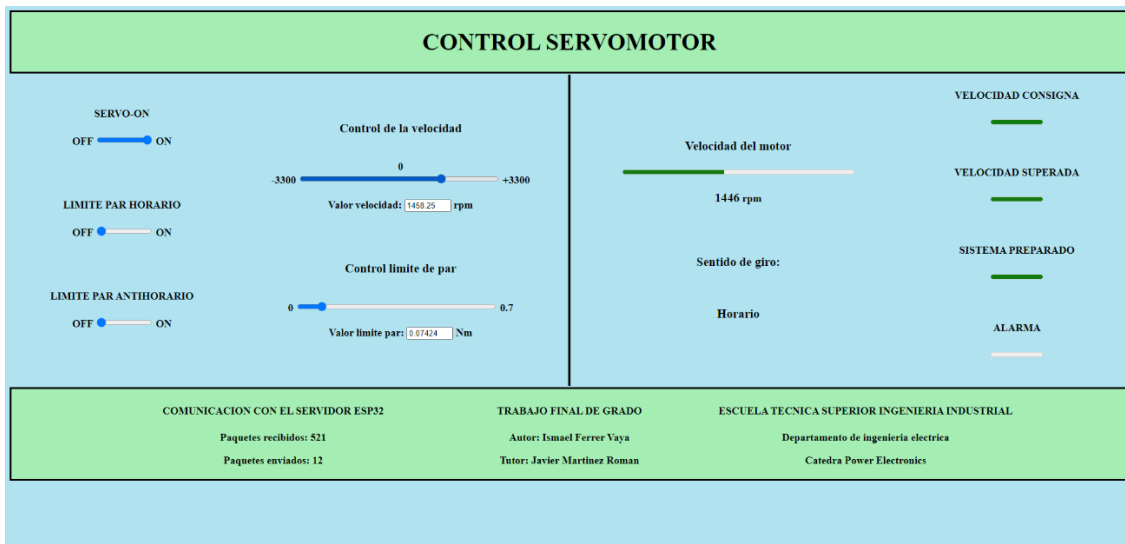 CONTROL SERVOMOTOR
SERVO-ON
OFF ON
LIMITE PAR HORARIO
OFF ON
LIMITE PAR ANTIHORARIO
OFF ON
Control de la velocidad
0
-3300 +3300
Valor velocidad: 1458.25 rpm
Control limite de par
0 0.7
Valor limite par: 0.07424 Nm
Velocidad del motor
1446 rpm
Sentido de giro:
Horario
VELOCIDAD CONSIGNA
VELOCIDAD SUPERADA
SISTEMA PREPARADO
ALARMA
COMUNICACION CON EL SERVIDOR ESP32
Paquetes recibidos: 521
Paquetes enviados: 12
TRABAJO FINAL DE GRADO
Autor: Ismael Ferrer Vaya
Tutor: Javier Martinez Roman
ESCUELA TECNICA SUPERIOR INGENIERIA INDUSTRIAL
Departamento de ingenieria electrica
Catedra Power Electronics